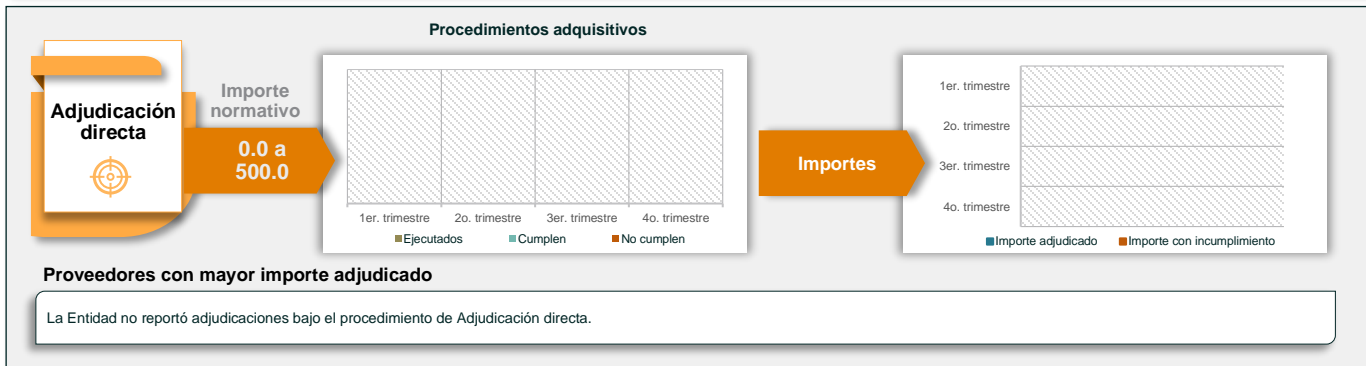 Procedimientos adquisitivos
Adjudicación
directa
Importe
normativo
0.0 a
500.0
1er. trimestre
2o. trimestre
3er. trimestre
4o. trimestre
Ejecutados
Cumplen
No cumplen
Importes
1er. trimestre
2o. trimestre
3er. trimestre
4o. trimestre
Importe adjudicado
Importe con incumplimiento
Proveedores con mayor importe adjudicado
La Entidad no reportó adjudicaciones bajo el procedimiento de Adjudicación directa.